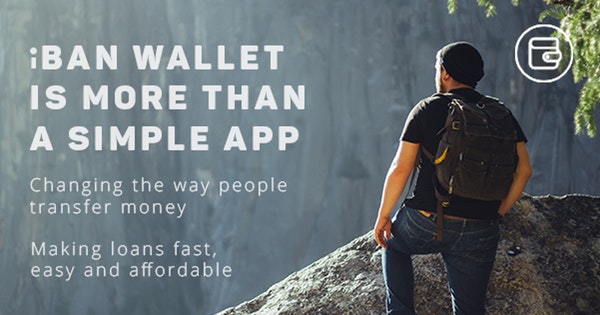 iBAN WALLET
IS MORE THAN
A SIMPLE APP
Changing the way people
transfer money
Making loans fast,
easy and affordable